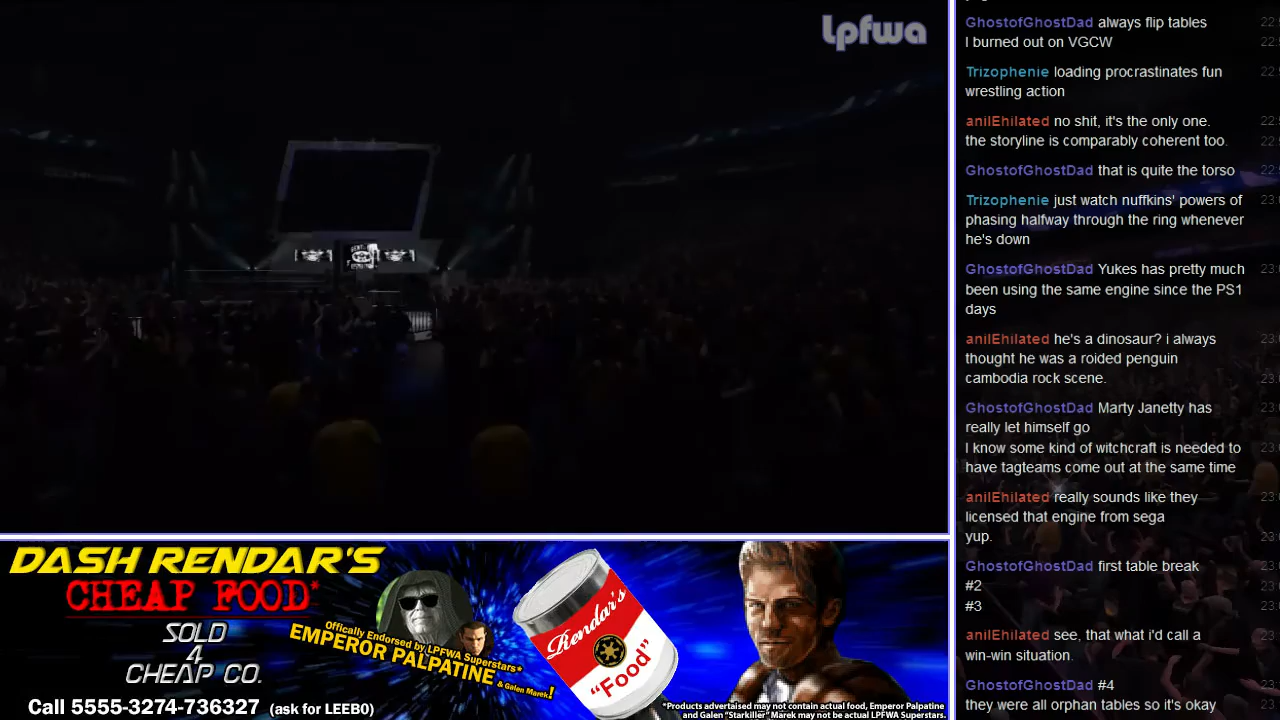 Lpfwa
GhostofGhostDad always flip tables
I burned out on VGCW
Trizophenie loading procrastinates fun
wrestling action
anilEhilated no shit, it's the only one.
the storyline is comparably coherent too.
GhostofGhostDad that is quite the torso
Trizophenie just watch nuffkins' powers of
phasing halfway through the ring whenever
he's down
GhostofGhostDad Yukes has pretty much
been using the same engine since the PS1
days
anilEhilated he's a dinosaur? i always
thought he was a roided penguin
cambodia rock scene.
GhostofGhostDad Marty Janetty has
really let himself go
I know some kind of witchcraft is needed to
have tagteams come out at the same time
anilEhilated really sounds like they
licensed that engine from sega
yup.
GhostofGhostDad first table break
#2
#3
anilEhilated see, that what i'd call a
win-win situation.
GhostofGhostDad #4
they were all orphan tables so it's okay
DASH RENDAR'S
CHEAP FOOD*
SOLD
4
CHEAP CO.
Call 5555-3274-736327 (ask for LEEB0)
Offically Endorsed by LPFWA Superstars*
EMPEROR PALPATINE
& Galen Marek!
Rendar's
"Food"
*Products advertaised may not contain actual food, Emperor Palpatine
and Galen "Starkiller" Marek may not be actual LPFWA Superstars.